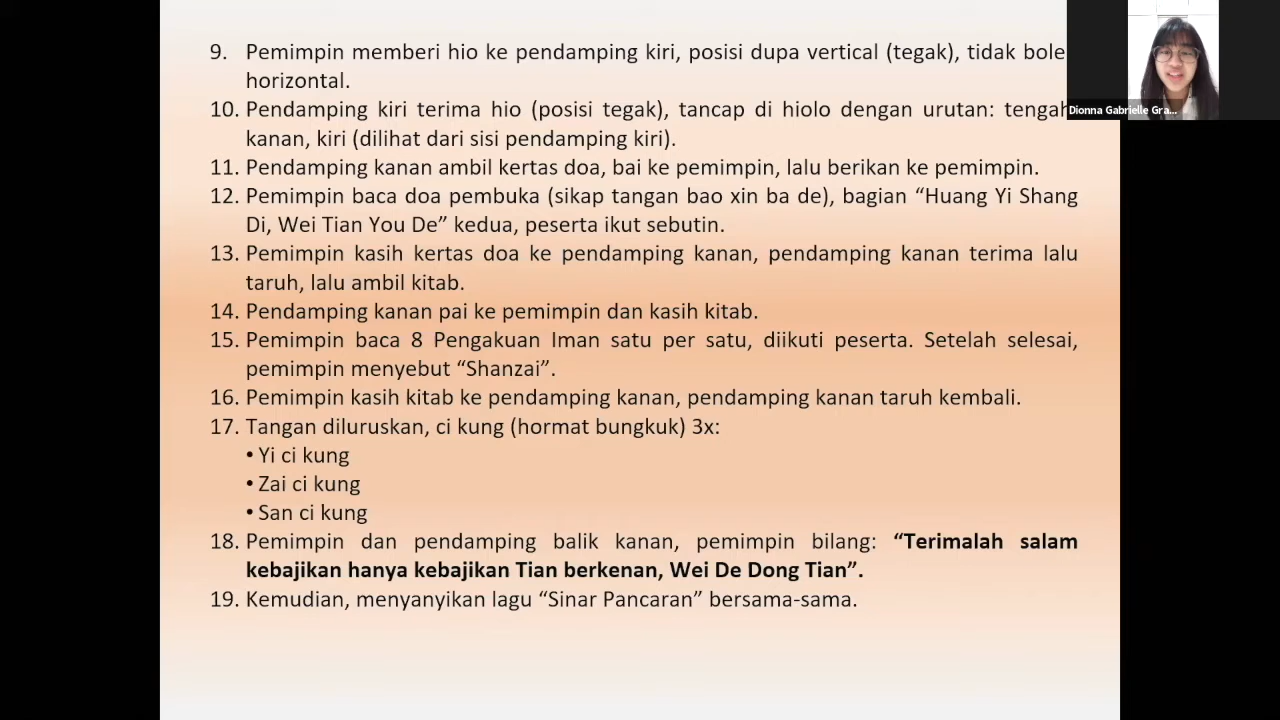 9. Pemimpin memberi hio ke pendamping kiri, posisi dupa vertical (tegak), tidak bole
horizontal.
10. Pendamping kiri terima hio (posisi tegak), tancap di hiolo dengan urutan: tengah
kanan, kiri (dilihat dari sisi pendamping kiri).
11. Pendamping kanan ambil kertas doa, bai ke pemimpin, lalu berikan ke pemimpin.
12. Pemimpin baca doa pembuka (sikap tangan bao xin ba de), bagian “Huang Yi Shang
Di, Wei Tian You De” kedua, peserta ikut sebutin.
13. Pemimpin kasih kertas doa ke pendamping kanan, pendamping kanan terima lalu
taruh, lalu ambil kitab.
14. Pendamping kanan pai ke pemimpin dan kasih kitab.
15. Pemimpin baca 8 Pengakuan Iman satu per satu, diikuti peserta. Setelah selesai,
pemimpin menyebut “Shanzai”.
16. Pemimpin kasih kitab ke pendamping kanan, pendamping kanan taruh kembali.
17. Tangan diluruskan, ci kung (hormat bungkuk) 3x:
• Yi ci kung
• Zai ci kung
• San ci kung
18. Pemimpin dan pendamping balik kanan, pemimpin bilang: “Terimalah salam
kebajikan hanya kebajikan Tian berkenan, Wei De Dong Tian”.
19. Kemudian, menyanyikan lagu “Sinar Pancaran” bersama-sama.
Dionna Gabrielle Gra...